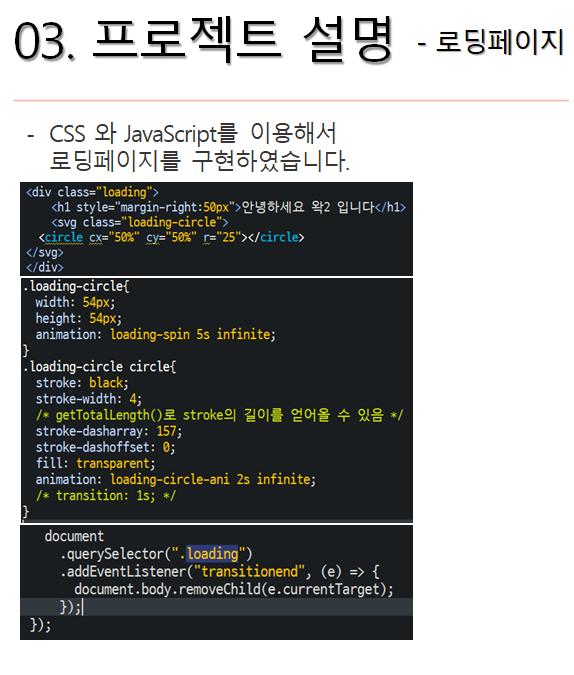 03. 프로젝트 설명 - 로딩페이지
- CSS 와 JavaScript를 이용해서
로딩페이지를 구현하였습니다.
<div class="loading">
<h1 style="margin-right:50px">안녕하세요 왁2 입니다</h1>
<svg class="loading-circle">
<circle cx="50%" cy="50%" r="25"></circle>
</svg>
</div>
.loading-circle{
width: 54px;
height: 54px;
animation: loading-spin 5s infinite;
}
.loading-circle circle{
stroke: black;
stroke-width: 4;
/* getTotalLength()로 stroke의 길이를 얻어올 수 있음 */
stroke-dasharray: 157;
stroke-dashoffset: 0;
fill: transparent;
animation: loading-circle-ani 2s infinite;
/* transition: 1s; */
}
document
.querySelector(".loading")
.addEventListener("transitionend", (e) => {
document.body.removeChild(e.currentTarget);
});
});